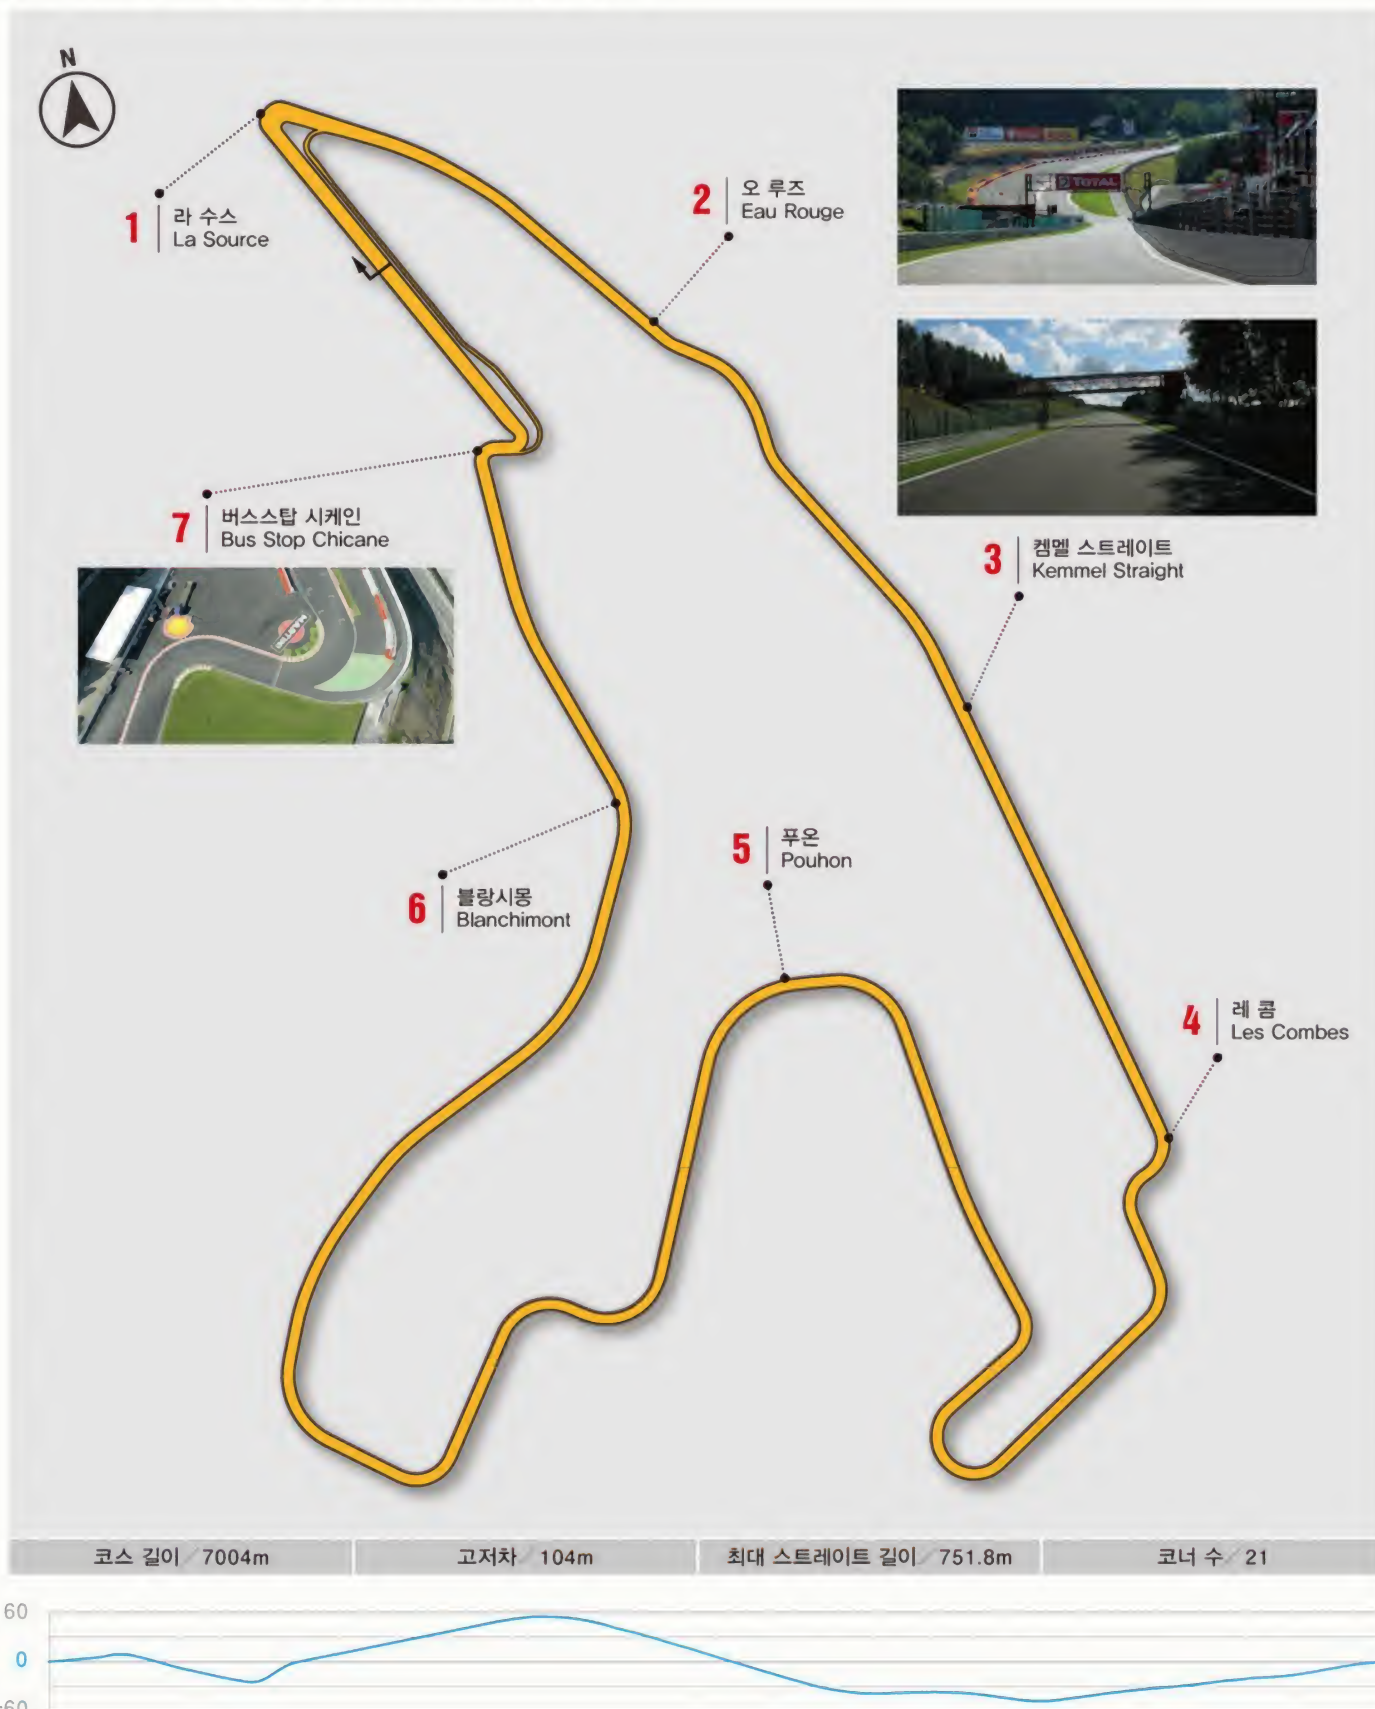 N
1
라 수스
La Source
2
오 루즈
Eau Rouge
TOTAL
7
버스스탑 시케인
Bus Stop Chicane
MARTINI
3
켐멜 스트레이트
Kemmel Straight
5
푸온
Pouhon
6
블랑시몽
Blanchimont
4
레 콤
Les Combes
코스 길이／7004m
고저차／104m
최대 스트레이트 길이／751.8m
코너 수／21
60
0
-60